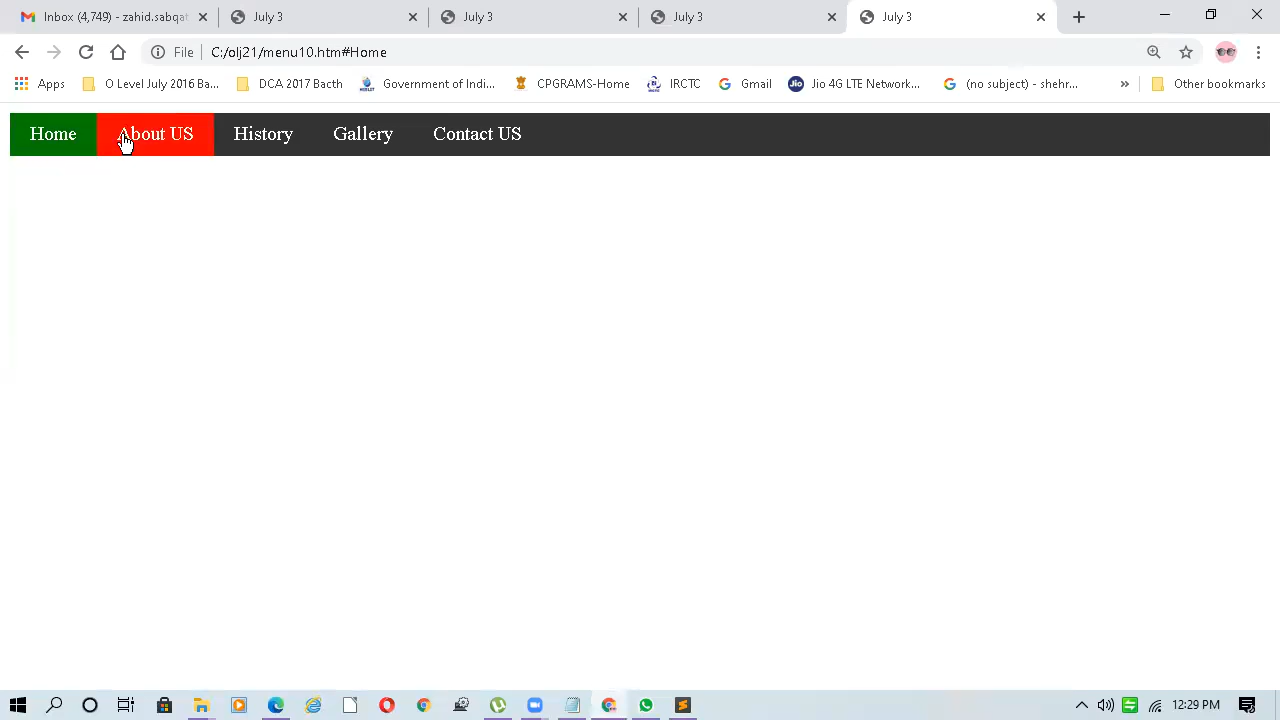 Inbox (4,749) - zahid.sabqat July 3 July 3 July 3 July 3
File C:/olj21/menu10.htm#Home
Apps O Level July 2016 Ba... DCA 2017 Bacth Government of Indi... CPGRAMS-Home IRCTC Gmail Jio 4G LTE Network... (no subject) - shehr... » Other bookmarks
Home About US History Gallery Contact US
12:29 PM